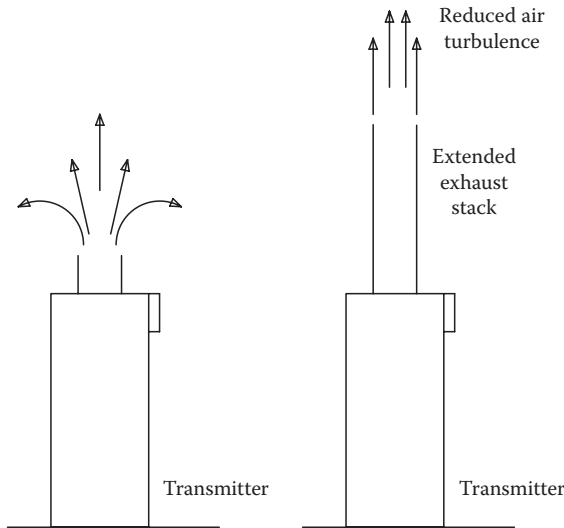 Reduced air
turbulence
Extended
exhaust
stack
Transmitter
Transmitter